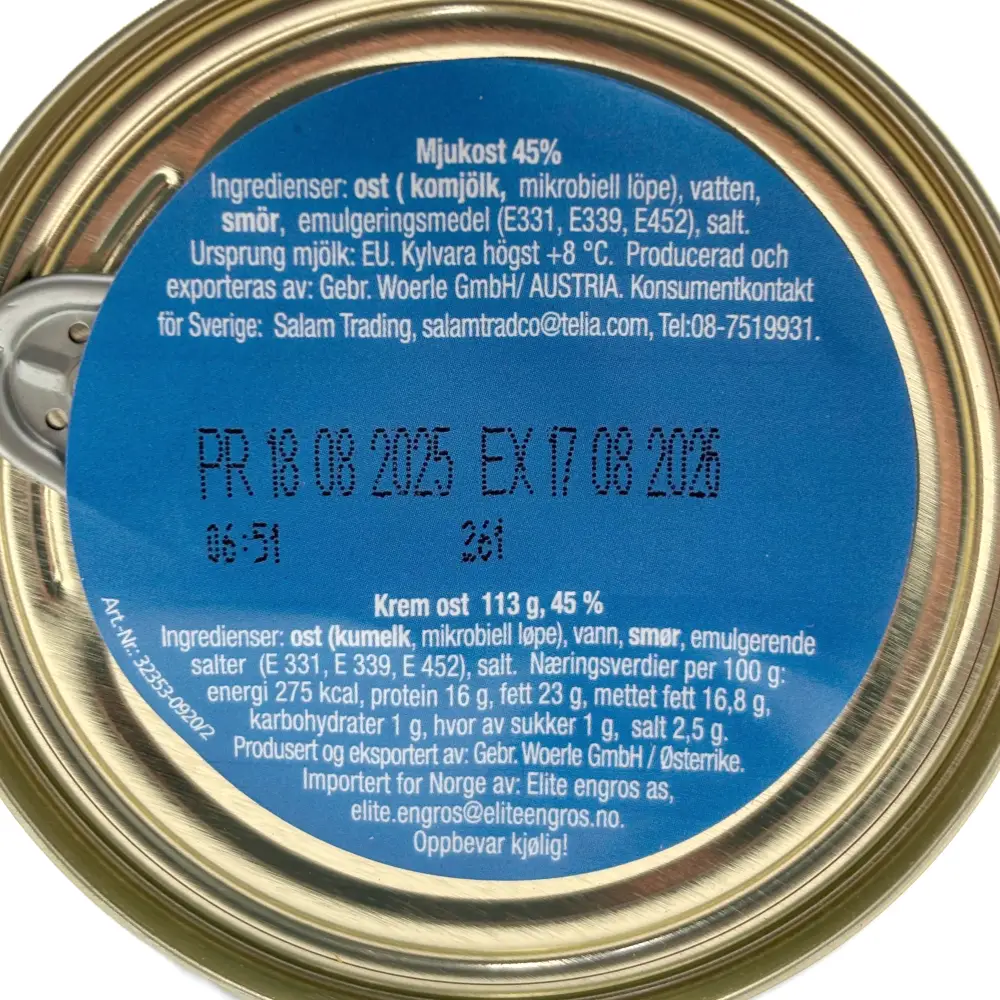 Mjukost 45%
Ingredienser: ost ( komjölk, mikrobiell löpe), vatten,
smör, emulgeringsmedel (E331, E339, E452), salt.
Ursprung mjölk: EU. Kylvara högst +8 °C. Producerad och
exporteras av: Gebr. Woerle GmbH/ AUSTRIA. Konsumentkontakt
för Sverige: Salam Trading, salamtradco@telia.com, Tel:08-7519931.
PR 18 08 2025 EX 17 08 2026
06:51 261
Krem ost 113 g, 45 %
Ingredienser: ost (kumelk, mikrobiell løpe), vann, smør, emulgerende
salter (E 331, E 339, E 452), salt. Næringsverdier per 100 g:
energi 275 kcal, protein 16 g, fett 23 g, mettet fett 16,8 g,
karbohydrater 1 g, hvor av sukker 1 g, salt 2,5 g.
Produsert og eksportert av: Gebr. Woerle GmbH / Østerrike.
Importert for Norge av: Elite engros as,
elite.engros@eliteengros.no.
Oppbevar kjølig!
Art-Nr.: 32353-0920/2